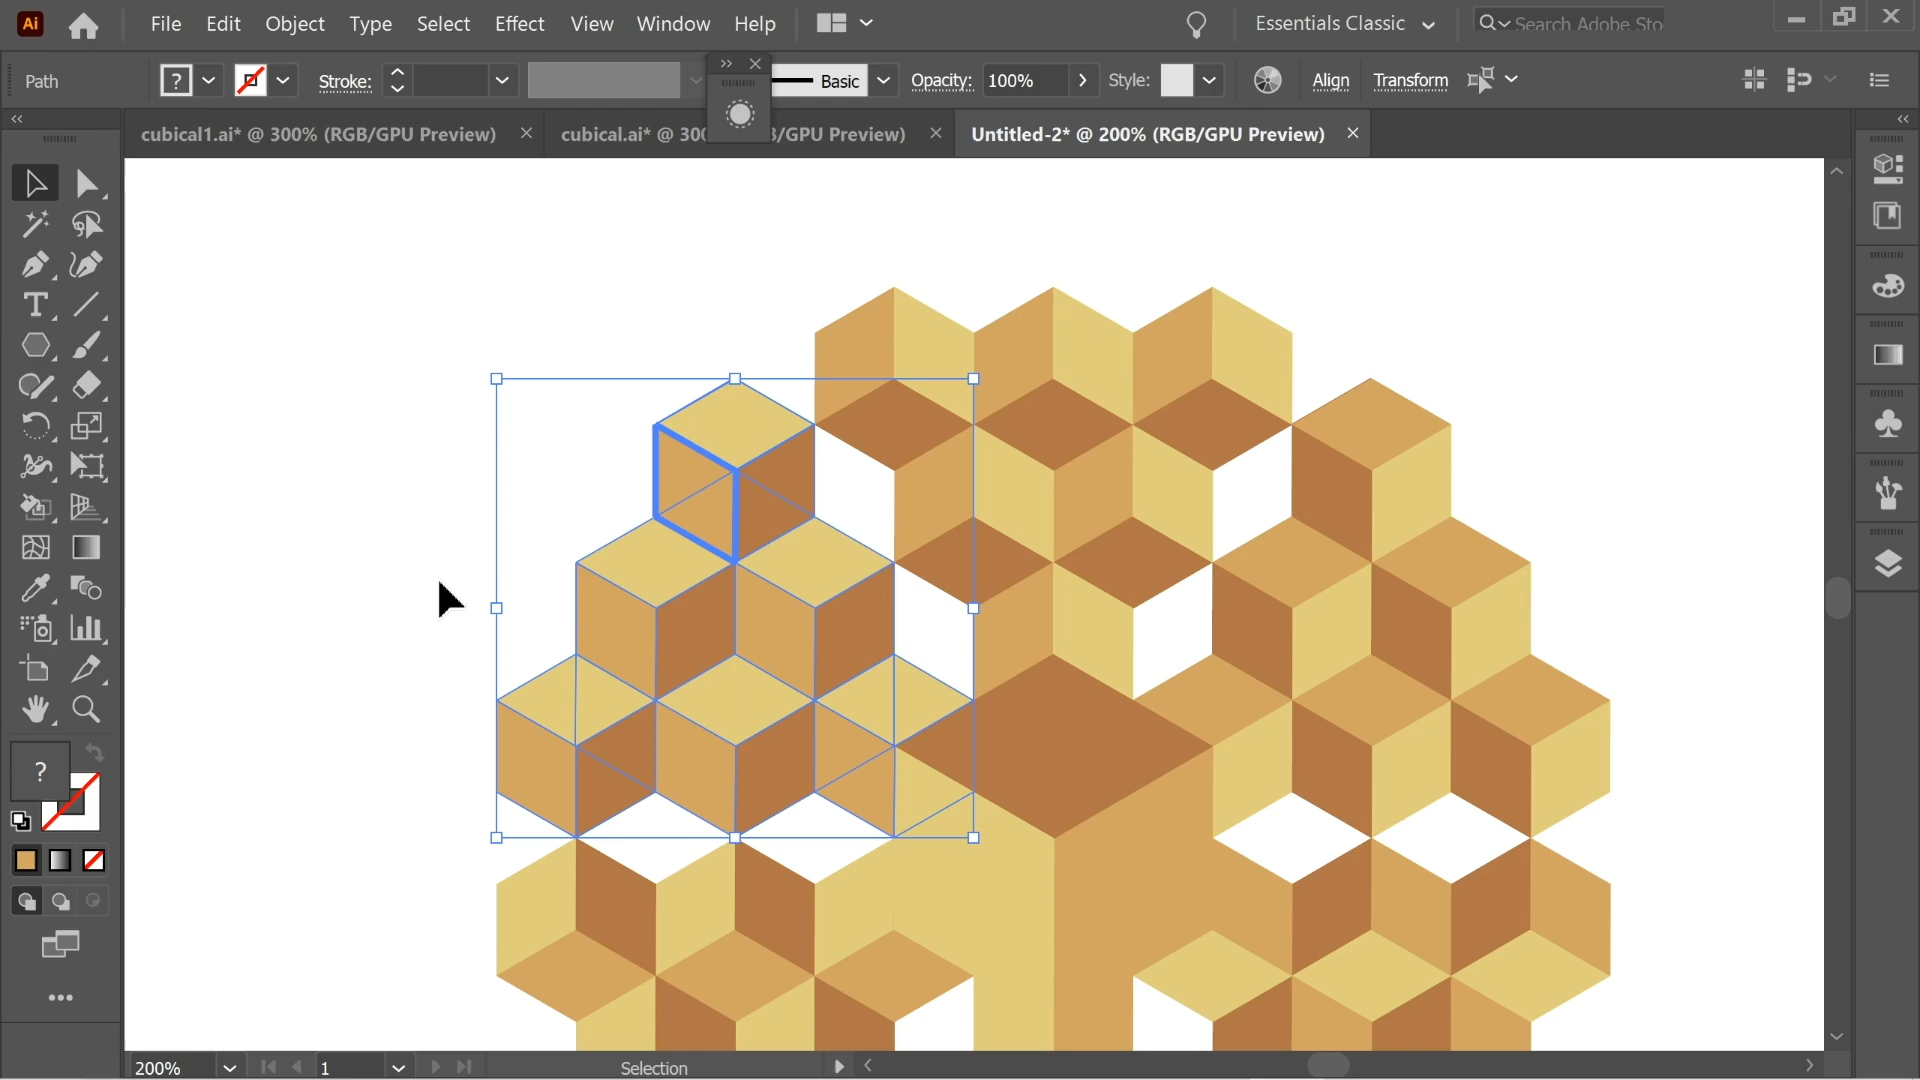 Ai File Edit Object Type Select Effect View Window Help Essentials Classic Search Adobe Sto
Path ? Stroke: Basic Opacity: 100% Style: Align Transform
cubical1.ai* @ 300% (RGB/GPU Preview) cubical.ai* @ 300 /GPU Preview) Untitled-2* @ 200% (RGB/GPU Preview)
T
?
200% 1 Selection